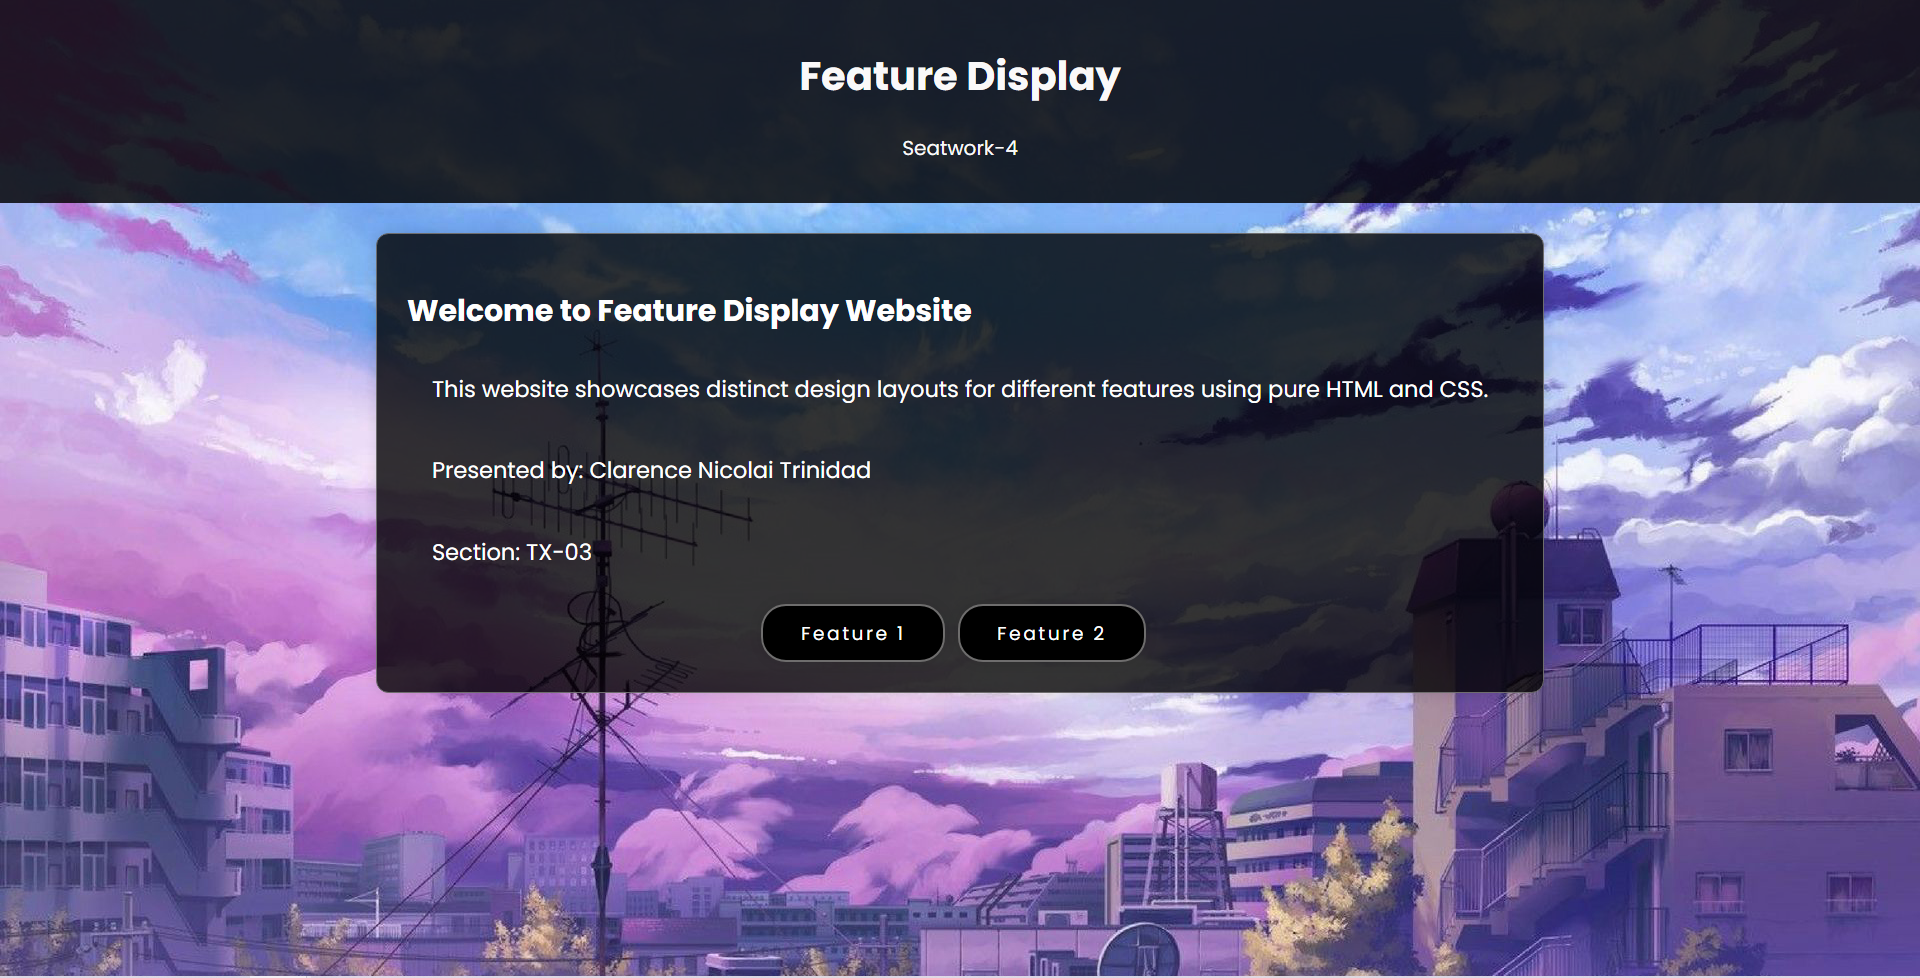 Feature Display
Seatwork-4
Welcome to Feature Display Website
This website showcases distinct design layouts for different features using pure HTML and CSS.
Presented by: Clarence Nicolai Trinidad
Section: TX-03
Feature 1
Feature 2